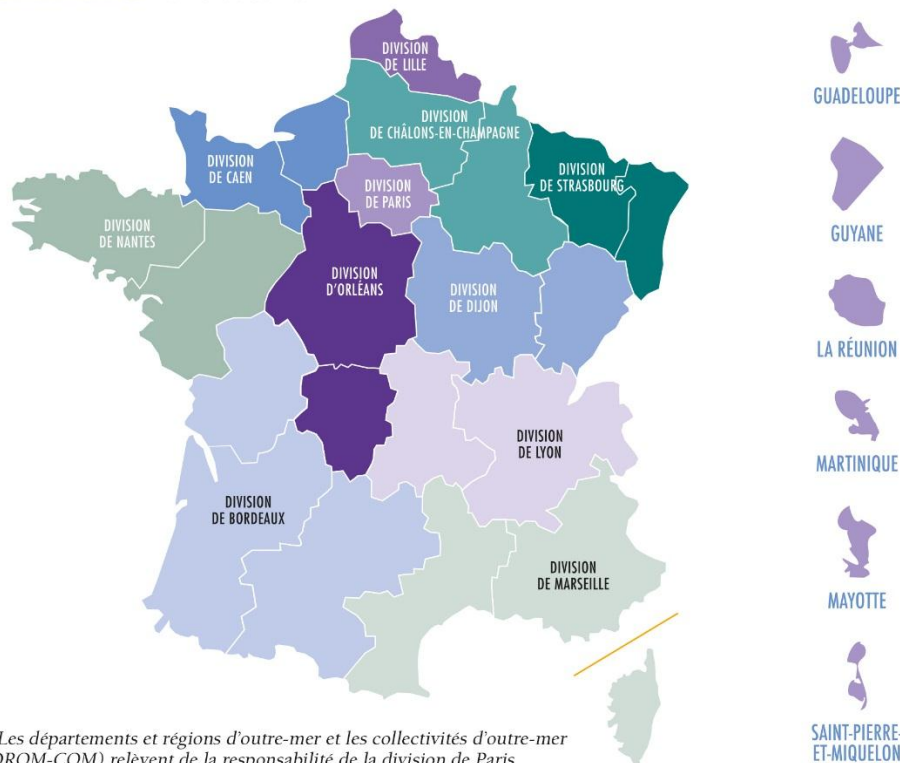 DIVISION
DE LILLE
DIVISION
DE CHÂLONS-EN-CHAMPAGNE
DIVISION
DE CAEN
DIVISION
DE PARIS
DIVISION
DE STRASBOURG
DIVISION
DE NANTES
DIVISION
D'ORLÉANS
DIVISION
DE DIJON
DIVISION
DE LYON
DIVISION
DE BORDEAUX
DIVISION
DE MARSEILLE
GUADELOUPE
GUYANE
LA RÉUNION
MARTINIQUE
MAYOTTE
SAINT-PIERRE-
ET-MIQUELON
Les départements et régions d'outre-mer et les collectivités d'outre-mer
DROM-COM) relèvent de la responsabilité de la division de Paris